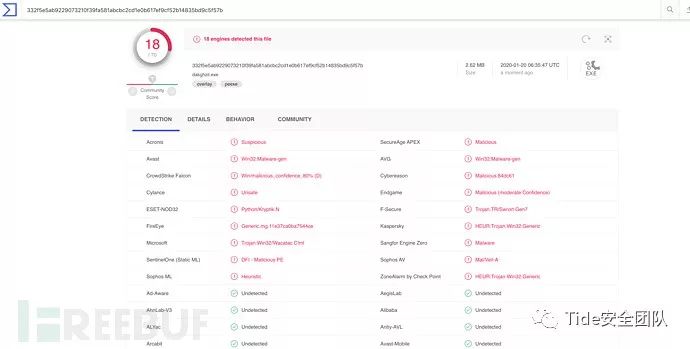 332f5e5ab9229073210f39fa581abcbc2cd1e0b617ef9cf52b14835bd9c5f57b
18
/ 70
18 engines detected this file
332f5e5ab9229073210f39fa581abcbc2cd1e0b617ef9cf52b14835bd9c5f57b
overlay peexe
2.62 MB
Size
2020-01-20 06:35:47 UTC
a moment ago
EXE
Community
Score
DETECTION DETAILS BEHAVIOR COMMUNITY
Acronis Suspicious SecureAge APEX Malicious
Avast Win32:Malware-gen AVG Win32:Malware-gen
CrowdStrike Falcon Win/malicious_confidence_80% (D) Cybereason Malicious.84dc61
Cylance Unsafe Endgame Malicious (moderate Confidence)
ESET-NOD32 Python/Kryptik.N F-Secure Trojan.TR/Swrort.Gen7
FireEye Generic.mg.11e37ca0ba7544ce Kaspersky HEUR:Trojan.Win32.Generic
Microsoft Trojan:Win32/Wacatac.C!ml Sangfor Engine Zero Malware
SentinelOne (Static ML) DFI - Malicious PE Sophos AV Mal/Veil-A
Sophos ML Heuristic ZoneAlarm by Check Point HEUR:Trojan.Win32.Generic
Ad-Aware Undetected AegisLab Undetected
AhnLab-V3 Undetected Alibaba Undetected
ALYac Undetected Antiy-AVL Undetected
Arcabit Undetected Avast-Mobile Undetected
FREEBUF
Tide安全团队